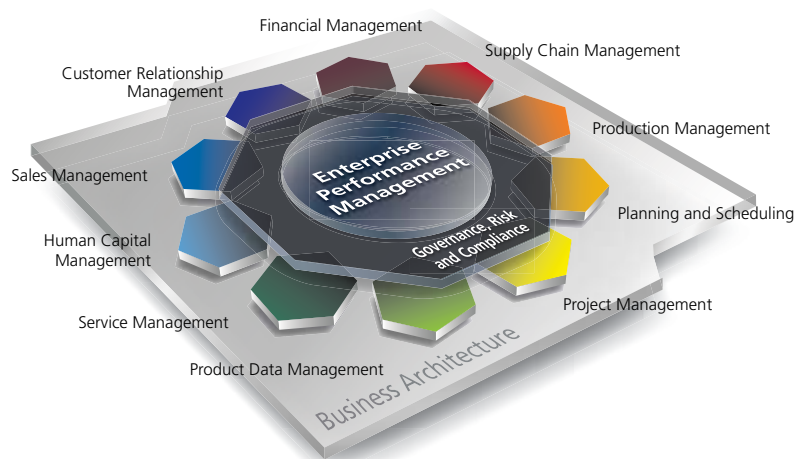 Financial Management
Supply Chain Management
Customer Relationship
Management
Production Management
Sales Management
Enterprise
Performance
Management
Planning and Scheduling
Human Capital
Management
Governance, Risk
and Compliance
Project Management
Service Management
Product Data Management
Business Architecture